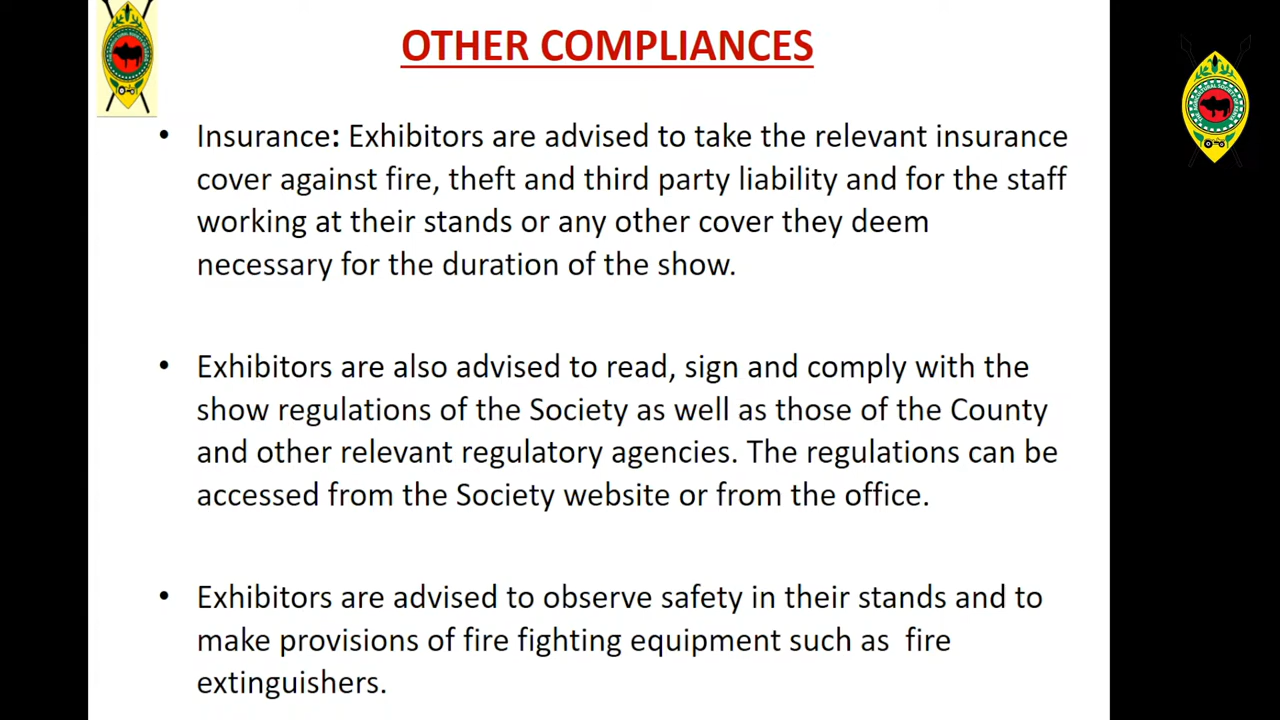 OTHER COMPLIANCES
• Insurance: Exhibitors are advised to take the relevant insurance
cover against fire, theft and third party liability and for the staff
working at their stands or any other cover they deem
necessary for the duration of the show.
• Exhibitors are also advised to read, sign and comply with the
show regulations of the Society as well as those of the County
and other relevant regulatory agencies. The regulations can be
accessed from the Society website or from the office.
• Exhibitors are advised to observe safety in their stands and to
make provisions of fire fighting equipment such as  fire
extinguishers.